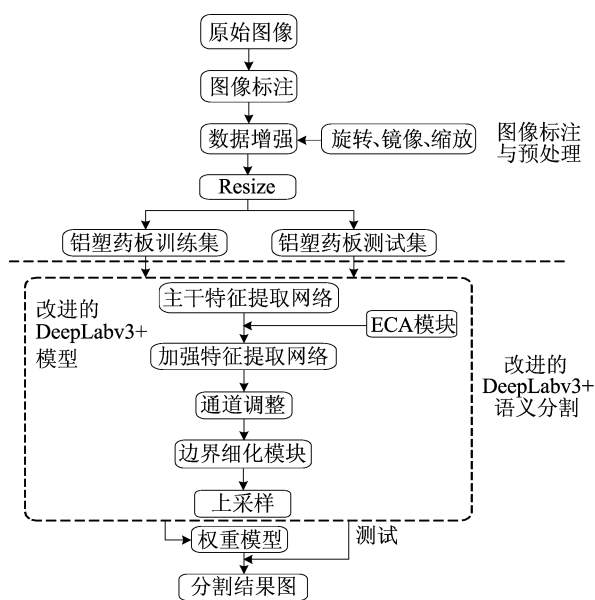 原始图像
图像标注
数据增强
旋转、镜像、缩放
图像标注
与预处理
Resize
铝塑药板训练集
铝塑药板测试集
改进的
DeepLabv3+
模型
主干特征提取网络
ECA模块
加强特征提取网络
通道调整
边界细化模块
上采样
改进的
DeepLabv3+
语义分割
权重模型
测试
分割结果图